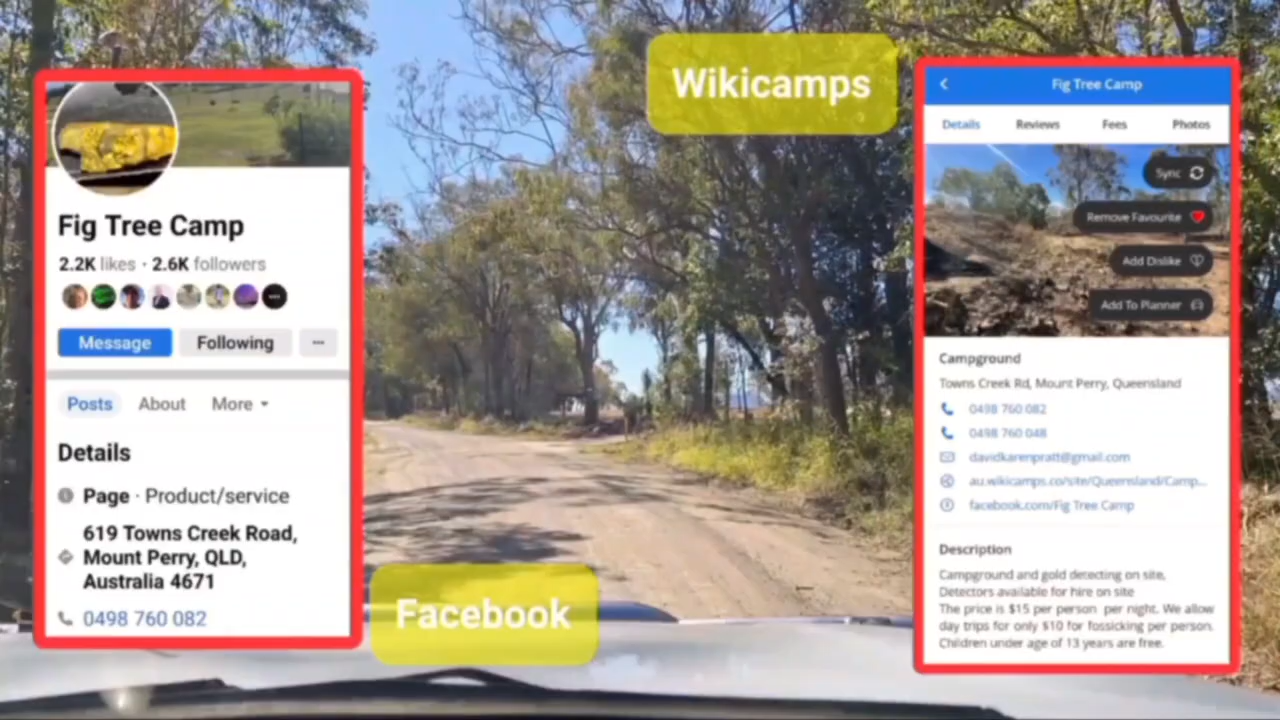 Fig Tree Camp
2.2K likes · 2.6K followers
Message
Following
Posts
About
More
Details
Page · Product/service
619 Towns Creek Road,
Mount Perry, QLD,
Australia 4671
0498 760 082
Facebook
Wikicamps
Fig Tree Camp
Details
Reviews
Fees
Photos
Sync
Remove Favourite
Add Dislike
Add To Planner
Campground
Towns Creek Rd, Mount Perry, Queensland
0498 760 082
0498 760 048
davidkarenpratt@gmail.com
au.wikicamps.co/site/Queensland/Camp...
facebook.com/Fig Tree Camp
Description
Campground and gold detecting on site,
Detectors available for hire on site
The price is $15 per person per night. We allow
day trips for only $10 for fossicking per person.
Children under age of 13 years are free.